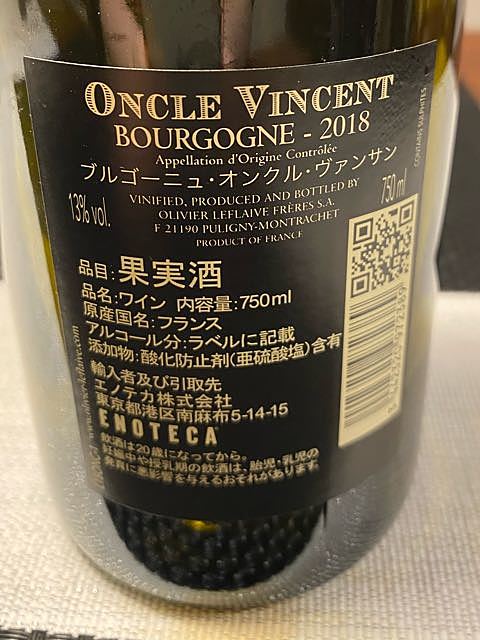 ONCLE VINCENT
BOURGOGNE - 2018
Appellation d'Origine Contrôlée
ブルゴーニュ・オンクル・ヴァンサン
13% vol.
VINIFIED, PRODUCED AND BOTTLED BY
OLIVIER LEFLAIVE FRÈRES S.A.
F 21190 PULIGNY-MONTRACHET
PRODUCT OF FRANCE
750 ml
CONTAINS SULPHITES
品目:果実酒
品名:ワイン 内容量:750ml
原産国名:フランス
アルコール分:ラベルに記載
添加物:酸化防止剤(亜硫酸塩)含有
輸入者及び引取先
エノテカ株式会社
東京都港区南麻布5-14-15
ENOTECA
飲酒は20歳になってから。
妊娠中や授乳期の飲酒は、胎児・乳児の
発育に悪影響を与えるおそれがあります。